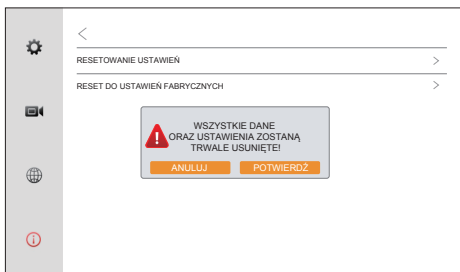 RESETOWANIE USTAWIEŃ
RESET DO USTAWIEŃ FABRYCZNYCH
WSZYSTKIE DANE
ORAZ USTAWIENIA ZOSTANĄ
TRWALE USUNIĘTE!
ANULUJ POTWIERDŹ